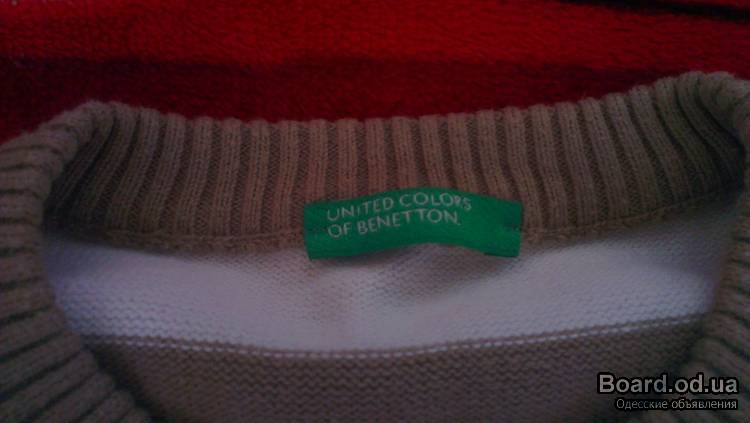 UNITED COLORS
OF BENETTON.
Board.od.ua
Одесские объявления